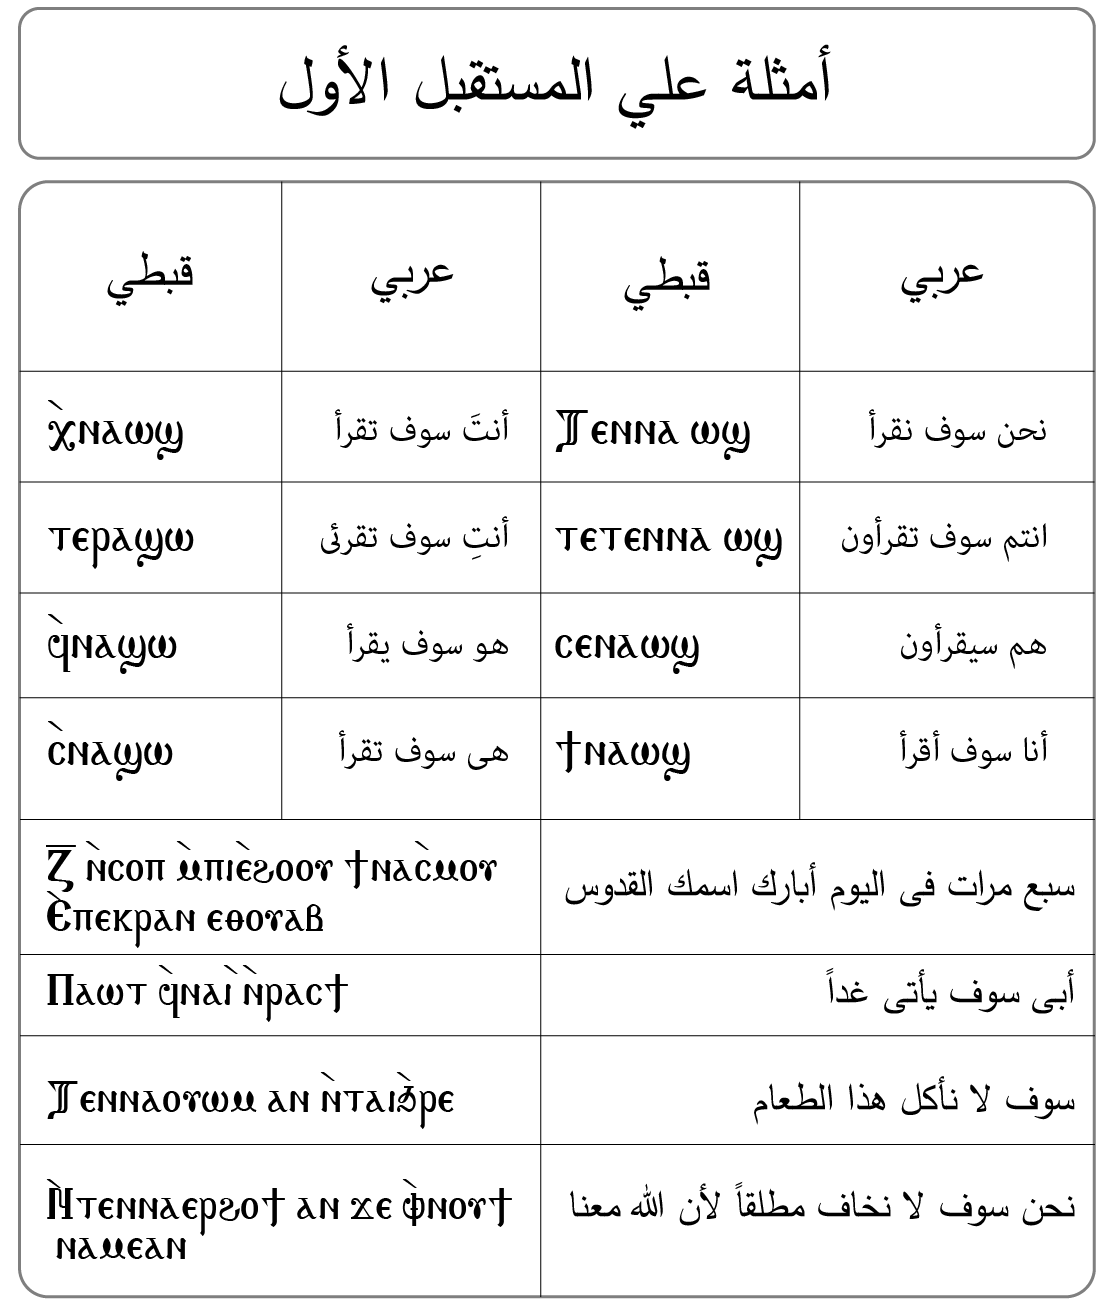 أمثلة علي المستقبل الأول
عربي
قبطي
عربي
قبطي
نحن سوف نقرأ
Ⲧⲉⲛⲛⲁ ⲱϣ
أنتَ سوف تقرأ
ⲭ̀ⲛⲁⲱϣ
انتم سوف تقرأون
ⲧⲉⲧⲉⲛⲛⲁ ⲱϣ
أنتِ سوف تقرئى
ⲧⲉⲣⲁϣⲱ
هم سيقرأون
ⲥⲉⲛⲁⲱϣ
هو سوف يقرأ
ϥ̀ⲛⲁϣⲱ
أنا سوف أقرأ
ϯⲛⲁⲱϣ
هى سوف تقرأ
ⲥ̀ⲛⲁϣⲱ
سبع مرات فى اليوم أبارك اسمك القدوس
Ⲍ̅ ⲛ̀ⲥⲟⲡ ⲙ̀ⲡⲓⲉ̀ϩⲟⲟⲩ ϯⲛⲁⲥ̀ⲙⲟⲩ
Ⲉ̀ⲡⲉⲕⲣⲁⲛ ⲉⲑⲟⲩⲁⲃ
أبى سوف يأتى غداً
Ⲡⲁⲱⲧ ϥ̀ⲛⲁⲓ̀ ⲛ̀ⲣⲁⲥϯ
سوف لا نأكل هذا الطعام
Ⲧⲉⲛⲛⲁⲟⲩⲱⲙ ⲁⲛ ⲛ̀ⲧⲁⲓϧ̀ⲣⲉ
نحن سوف لا نخاف مطلقاً لأن الله معنا
Ⲛ̀ⲧⲉⲛⲛⲁⲉⲣϩⲟϯ ⲁⲛ ϫⲉ ⲫ̀ⲛⲟⲩϯ
ⲛⲁⲙⲉⲁⲛ